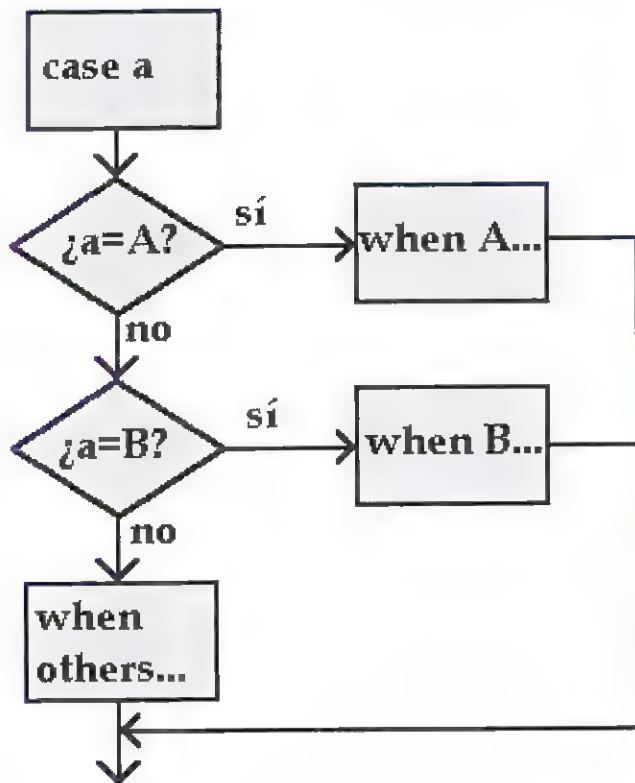 case a
¿a=A?
sí
when A...
no
¿a=B?
sí
when B...
no
when
others...